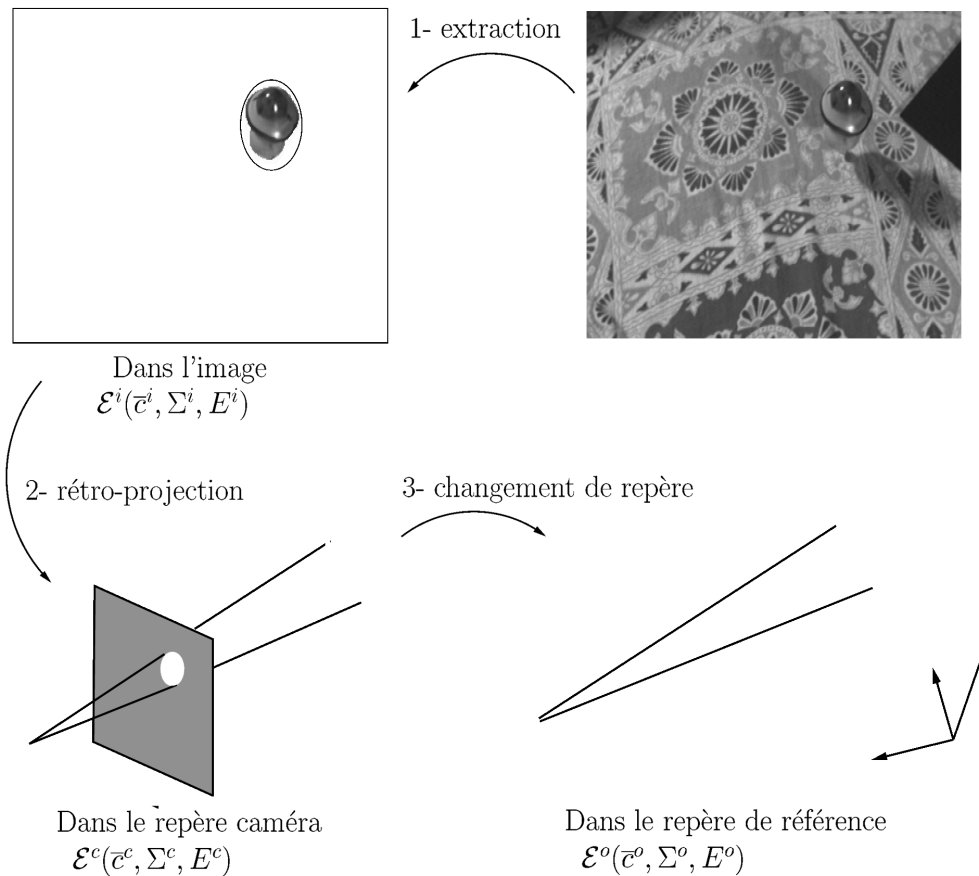 1- extraction
Dans l'image
ℰⁱ(c̅ⁱ, Σⁱ, Eⁱ)
2- rétro-projection
3- changement de repère
Dans le repère caméra
ℰᶜ(c̅ᶜ, Σᶜ, Eᶜ)
Dans le repère de référence
ℰᵒ(c̅ᵒ, Σᵒ, Eᵒ)